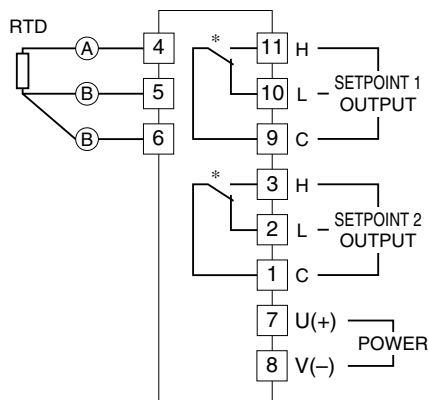 RTD
A 4
B 5
B 6
* 11 H
10 L
9 C
SETPOINT 1
OUTPUT
* 3 H
2 L
1 C
SETPOINT 2
OUTPUT
7 U(+)
8 V(–)
POWER